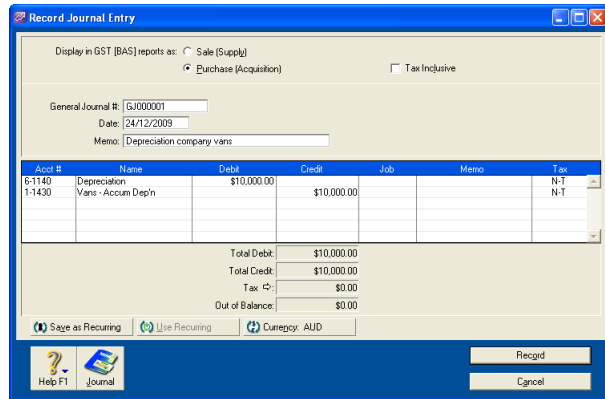 Record Journal Entry
Display in GST [BAS] reports as: Sale (Supply)
Purchase (Acquisition) Tax Inclusive
General Journal #: GJ000001
Date: 24/12/2009
Memo: Depreciation company vans
Acct # Name Debit Credit Job Memo Tax
6-1140 Depreciation $10,000.00 N-T
1-1430 Vans - Accum Dep'n $10,000.00 N-T
Total Debit: $10,000.00
Total Credit: $10,000.00
Tax ⇨: $0.00
Out of Balance: $0.00
Save as Recurring Use Recurring Currency: AUD
Help F1 Journal
Record
Cancel